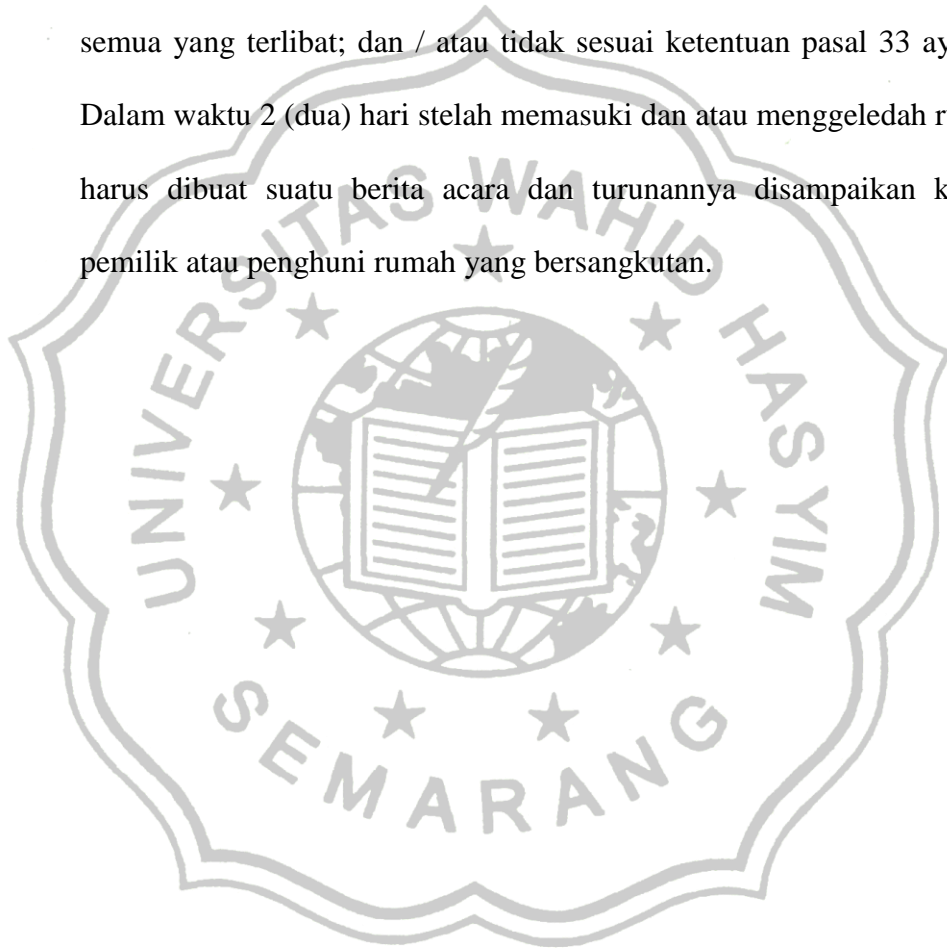 semua yang terlibat; dan / atau tidak sesuai ketentuan pasal 33
Dalam waktu 2 (dua) hari stelah memasuki dan atau menggeledah
harus dibuat suatu berita acara dan turunannya disampaikan
pemilik atau penghuni rumah yang bersangkutan.
UNIVERSITAS WAHID HASYIM
SEMARANG